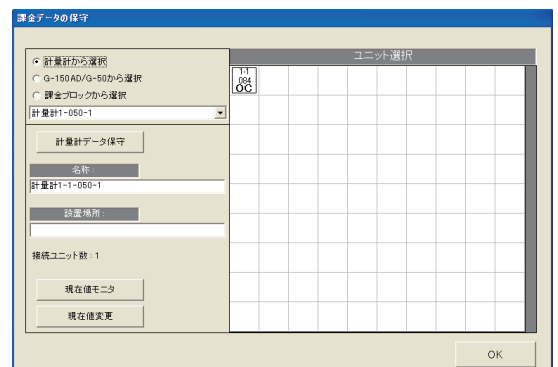 課金データの保守
計量計から選択
G-150AD/G-50から選択
課金ブロックから選択
計量計1-050-1
計量計データ保守
名称:
計量計1-1-050-1
設置場所:
接続ユニット数:1
現在値モニタ
現在値変更
ユニット選択
1-1
084
OC
OK